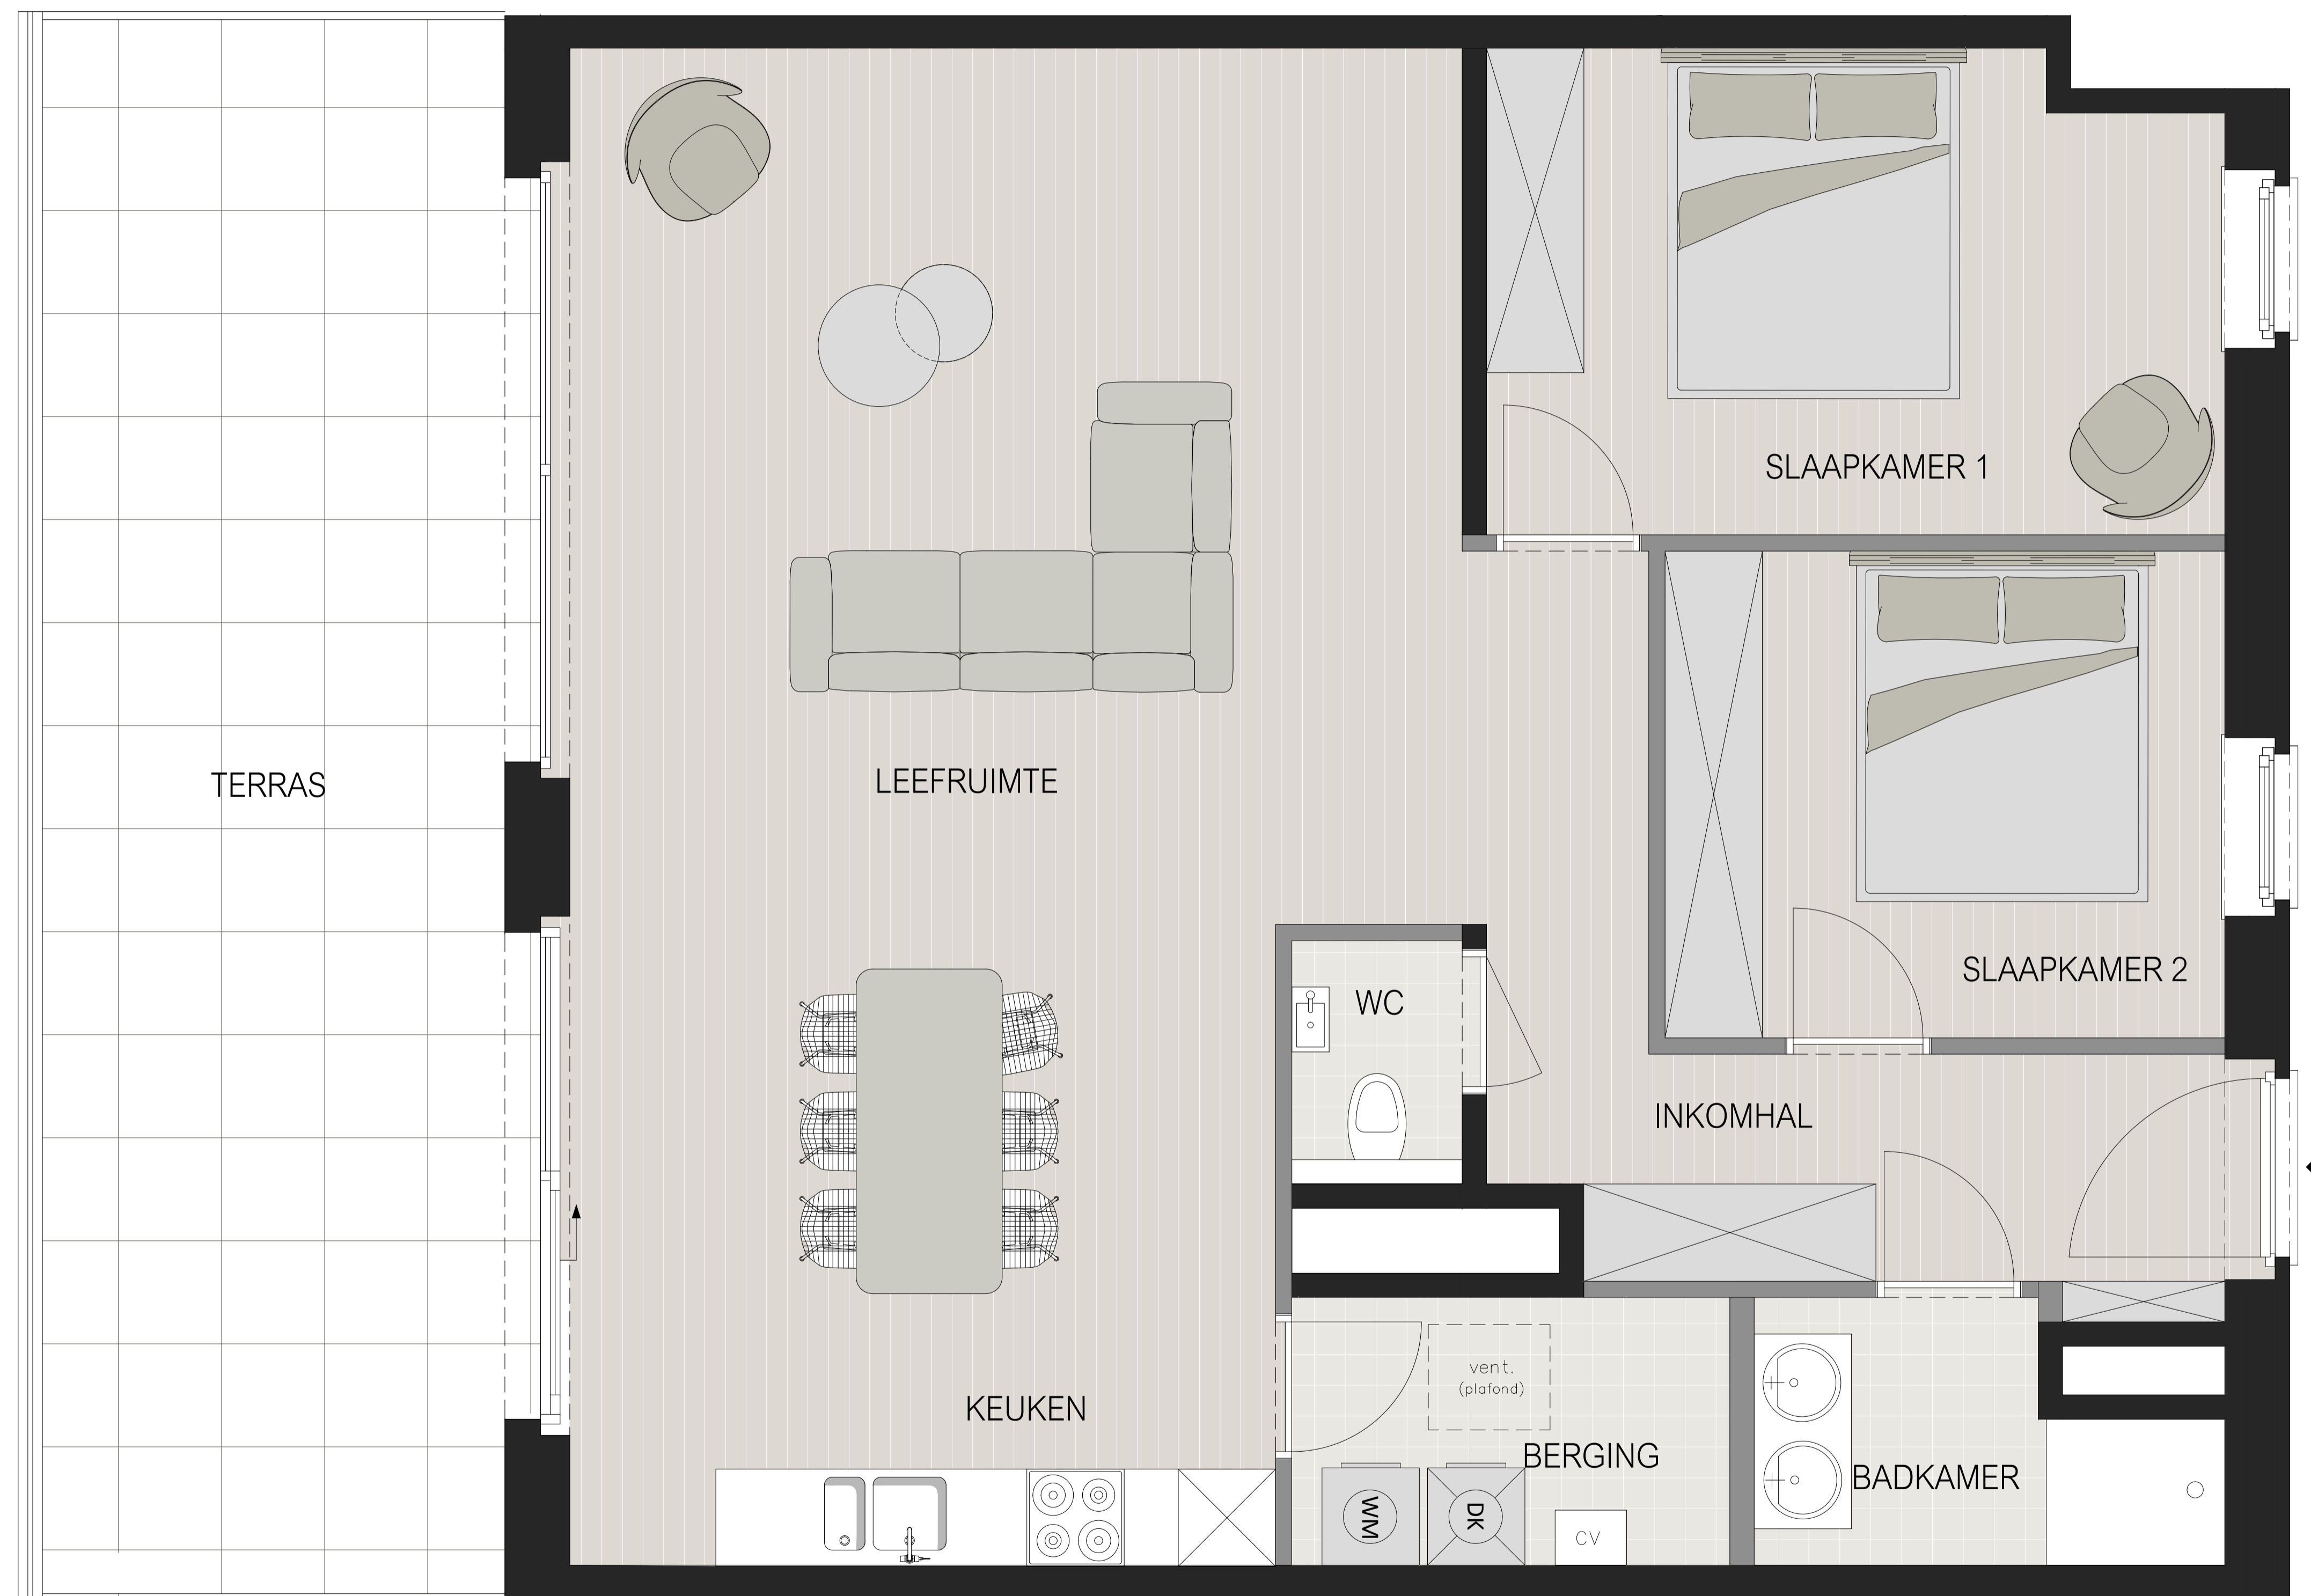 SLAAPKAMER 1
TERRAS
LEEFRUIMTE
SLAAPKAMER 2
WC
INKOMHAL
KEUKEN
vent.
(plafond)
BERGING
BADKAMER
WM
DK
CV